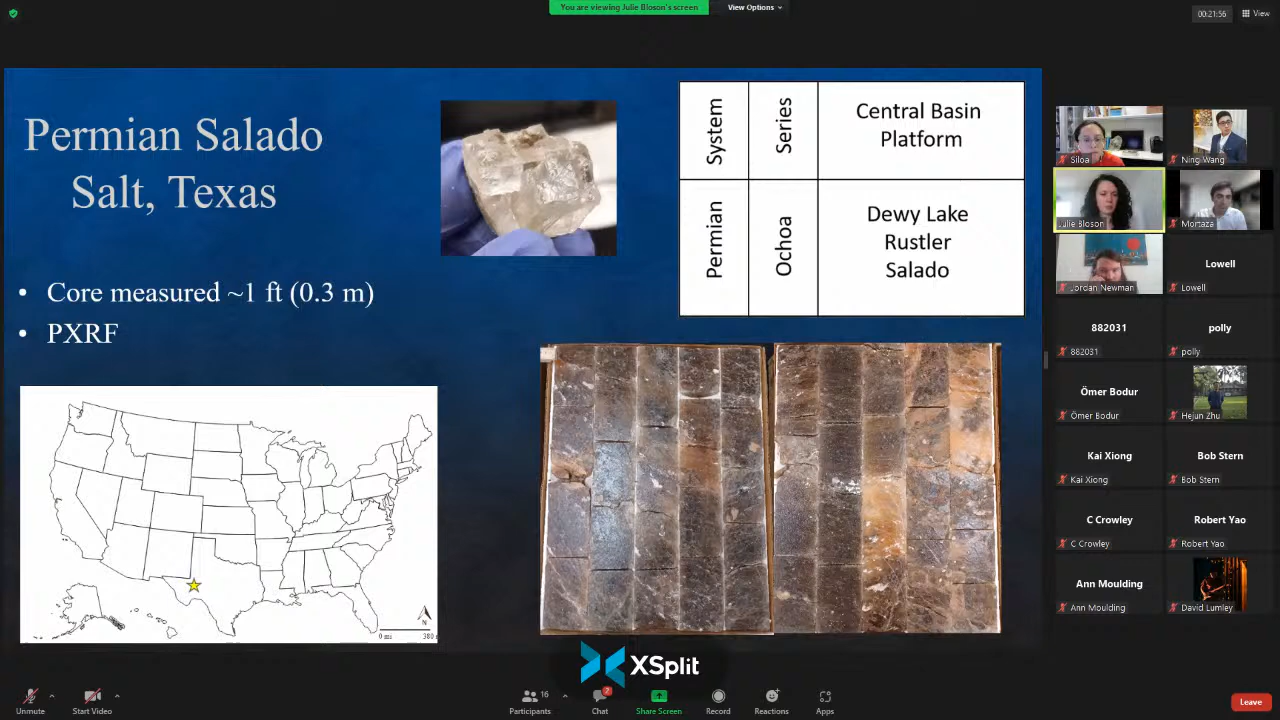 You are viewing Julie Bloson's screen
View Options
00:21:56
View
Permian Salado
Salt, Texas
• Core measured ~1 ft (0.3 m)
• PXRF
System
Series
Central Basin
Platform
Permian
Ochoa
Dewy Lake
Rustler
Salado
N
0 mi
380
Siloa
Ning Wang
Julie Bloson
Mortaza
Jordan Newman
Lowell
Lowell
882031
882031
polly
polly
Ömer Bodur
Ömer Bodur
Hejun Zhu
Kai Xiong
Kai Xiong
Bob Stern
Bob Stern
C Crowley
C Crowley
Robert Yao
Robert Yao
Ann Moulding
Ann Moulding
David Lumley
XSplit
Unmute
Start Video
16
Participants
2
Chat
Share Screen
Record
Reactions
Apps
Leave